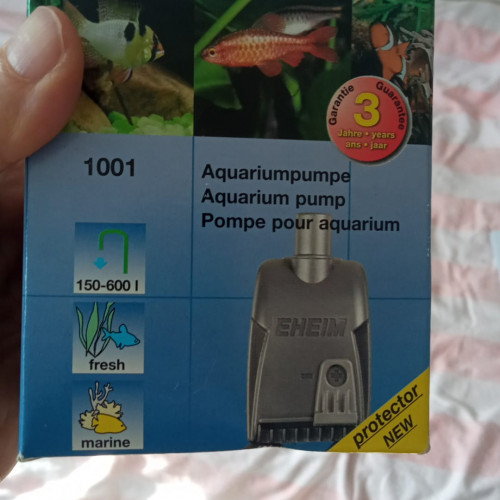 Garantie Guarantee
3
Jahre • years
ans • jaar
1001
Aquariumpumpe
Aquarium pump
Pompe pour aquarium
150-600 l
EHEIM
fresh
marine
protector
NEW